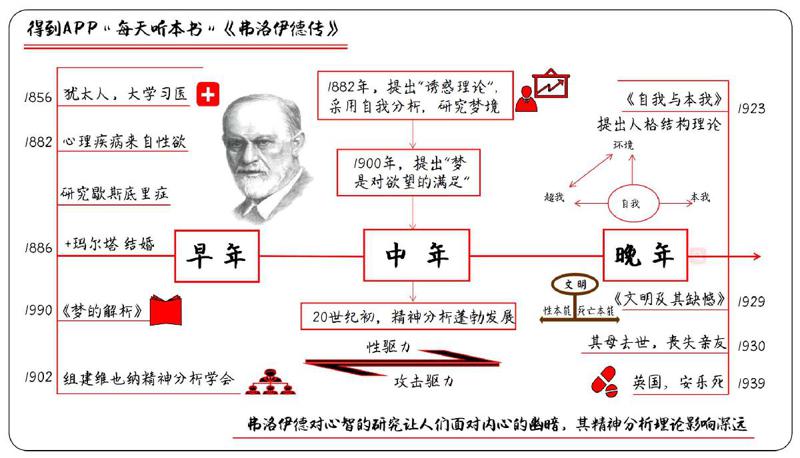 得到APP“每天听本书”《弗洛伊德传》
1856
犹太人，大学习医
1882
心理疾病来自性欲
研究歇斯底里症
1886
+玛尔塔 结婚
1990
《梦的解析》
1902
组建维也纳精神分析学会
早年
1882年，提出“诱惑理论”，
采用自我分析，研究梦境
1900年，提出“梦
是对欲望的满足”
中年
20世纪初，精神分析蓬勃发展
性驱力
攻击驱力
《自我与本我》
1923
提出人格结构理论
环境
超我
自我
本我
晚年
文明
性本能
死亡本能
《文明及其缺憾》
1929
其母去世，丧失亲友
1930
英国，安乐死
1939
弗洛伊德对心智的研究让人们面对内心的幽暗，其精神分析理论影响深远